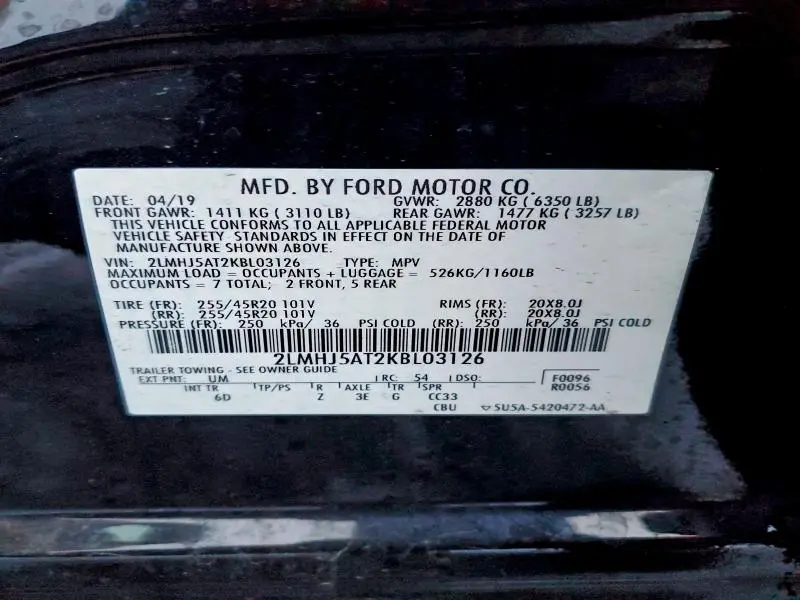 MFD. BY FORD MOTOR CO.
DATE: 04/19 GVWR: 2880 KG ( 6350 LB)
FRONT GAWR: 1411 KG ( 3110 LB) REAR GAWR: 1477 KG ( 3257 LB)
THIS VEHICLE CONFORMS TO ALL APPLICABLE FEDERAL MOTOR
VEHICLE SAFETY STANDARDS IN EFFECT ON THE DATE OF
MANUFACTURE SHOWN ABOVE.
VIN: 2LMHJ5AT2KBL03126 TYPE: MPV
MAXIMUM LOAD = OCCUPANTS + LUGGAGE = 526KG/1160LB
OCCUPANTS = 7 TOTAL; 2 FRONT, 5 REAR
TIRE (FR): 255/45R20 101V RIMS (FR): 20X8.0J
(RR): 255/45R20 101V (RR): 20X8.0J
PRESSURE (FR): 250 kPa/ 36 PSI COLD (RR): 250 kPa/ 36 PSI COLD
2LMHJ5AT2KBL03126
TRAILER TOWING - SEE OWNER GUIDE
EXT PNT: UM RC: 54 DSO: F0096
INT TR TP/PS R AXLE TR SPR R0056
6D Z 3E G CC33
CBU SU5A-5420472-AA